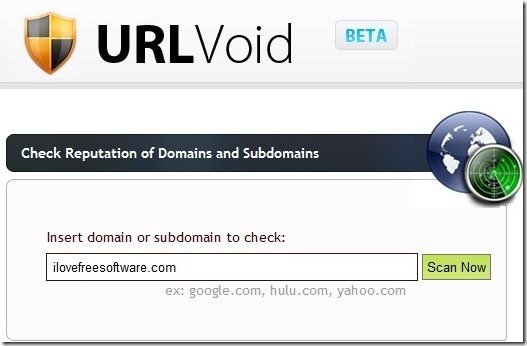 URLVoid BETA
Check Reputation of Domains and Subdomains
Insert domain or subdomain to check:
ilovefreesoftware.com Scan Now
ex: google.com, hulu.com, yahoo.com